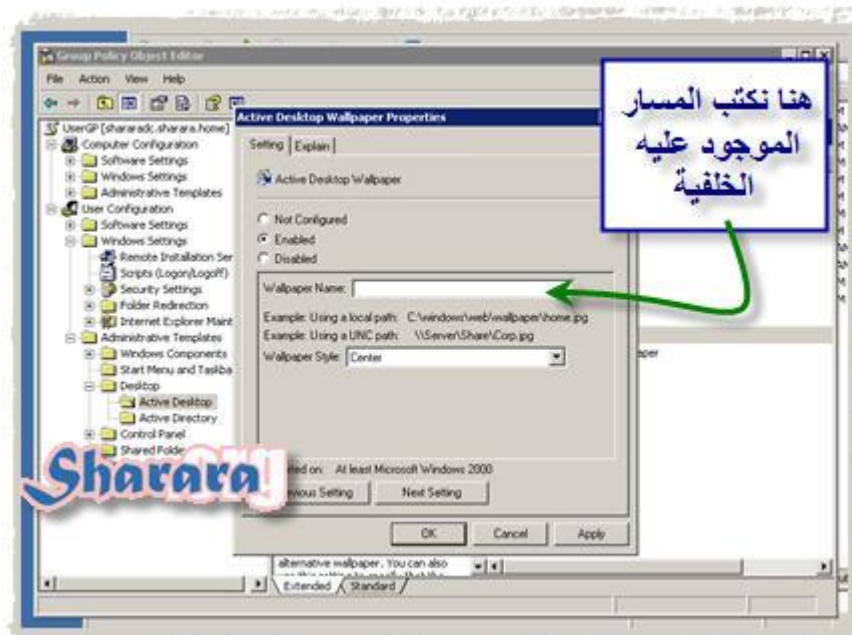 Group Policy Object Editor
File Action View Help
هنا نكتب المسار
الموجود عليه
الخلفية
UserGP [shararadc.sharara.home]
Computer Configuration
Software Settings
Windows Settings
Administrative Templates
User Configuration
Software Settings
Windows Settings
Remote Installation Ser
Scripts (Logon/Logoff)
Security Settings
Folder Redirection
Internet Explorer Maint
Administrative Templates
Windows Components
Start Menu and Taskba
Desktop
Active Desktop
Active Directory
Control Panel
Shared Folde
Active Desktop Wallpaper Properties
Setting Explain
Active Desktop Wallpaper
Not Configured
Enabled
Disabled
Wallpaper Name:
Example: Using a local path: C:\windows\web\wallpaper\home.jpg
Example: Using a UNC path: \\Server\Share\Corp.jpg
Wallpaper Style: Center
on: At least Microsoft Windows 2000
Setting Next Setting
OK Cancel Apply
aper
Sharara
org
alternative wallpaper. You can also
Extended Standard